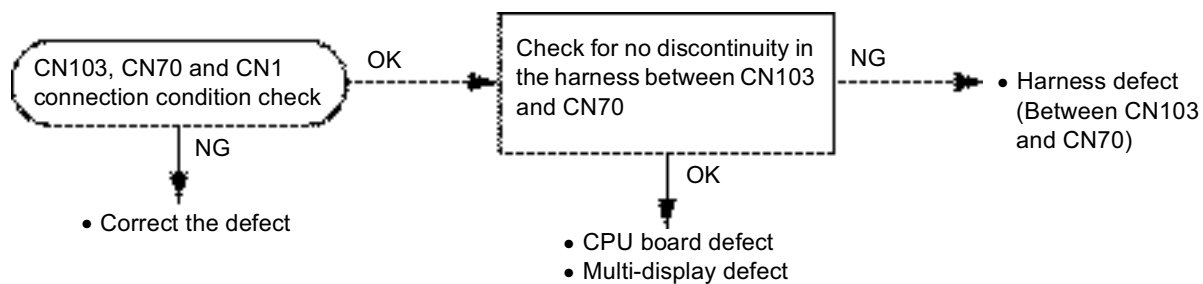 CN103, CN70 and CN1
connection condition check
OK
NG
• Correct the defect
Check for no discontinuity in
the harness between CN103
and CN70
NG
OK
• Harness defect
(Between CN103
and CN70)
• CPU board defect
• Multi-display defect